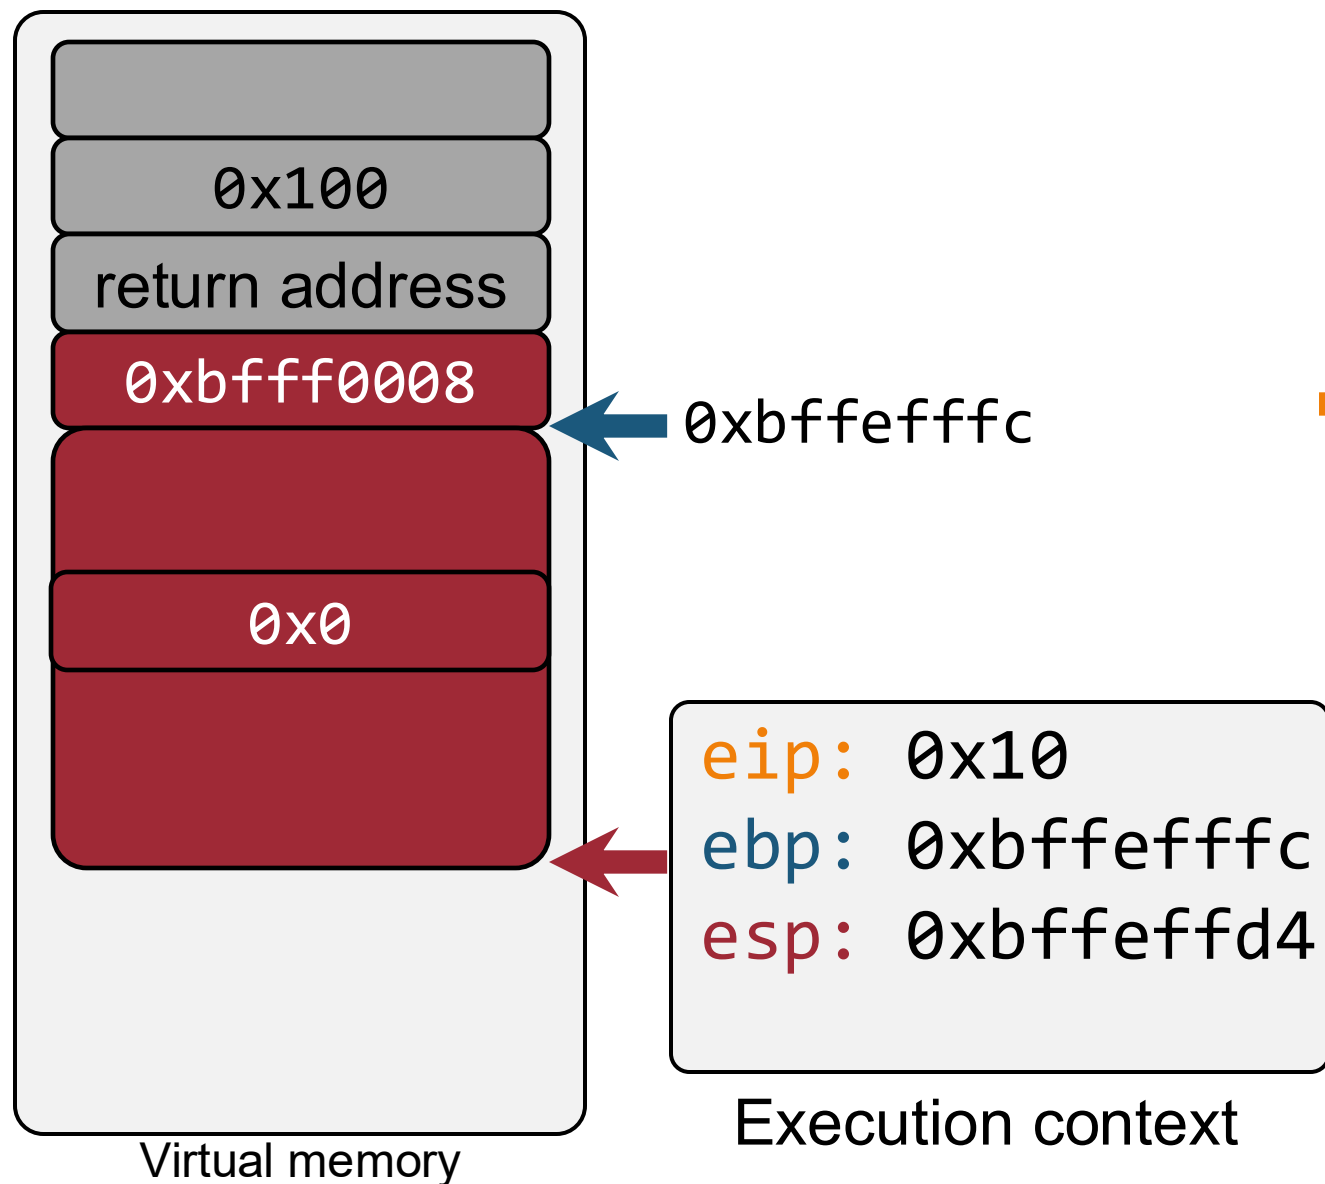 0x100
return address
0xbfff0008
0xbffefffc
0x0
eip: 0x10
ebp: 0xbffefffc
esp: 0xbffeffd4
Execution context
Virtual memory